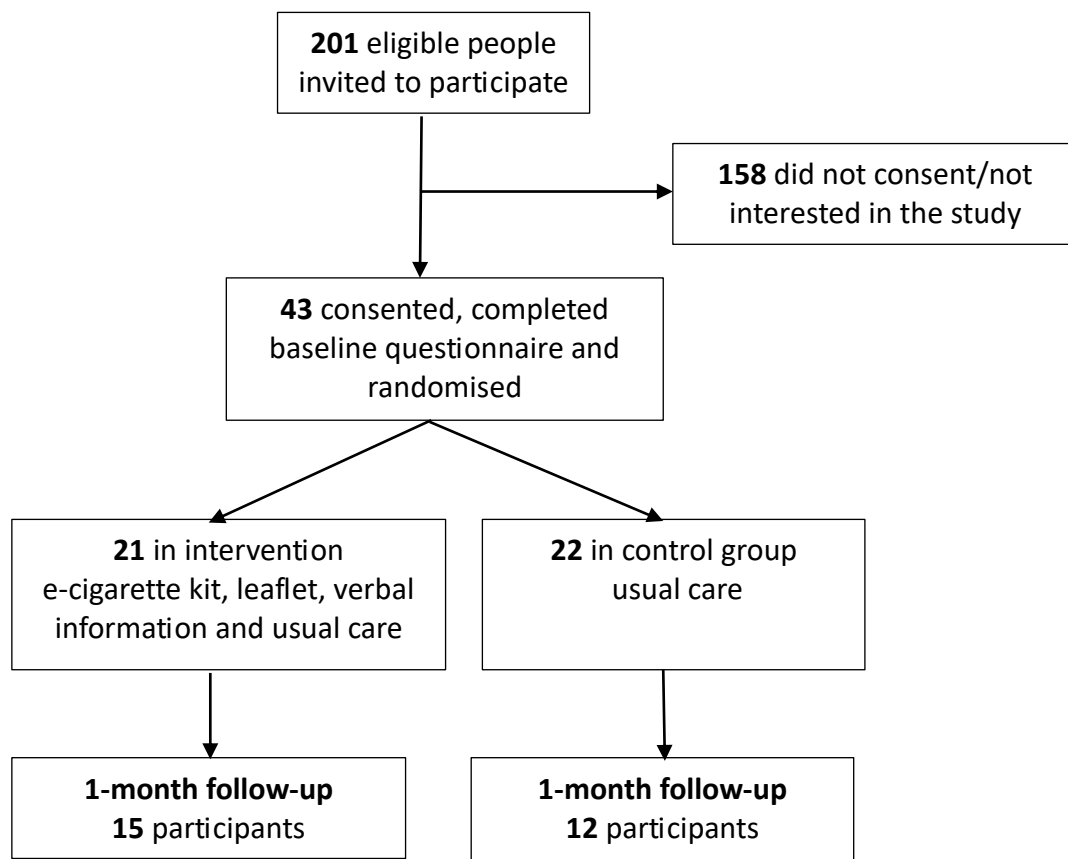 201 eligible people
invited to participate
158 did not consent/not
interested in the study
43 consented, completed
baseline questionnaire and
randomised
21 in intervention
e-cigarette kit, leaflet, verbal
information and usual care
22 in control group
usual care
1-month follow-up
15 participants
1-month follow-up
12 participants